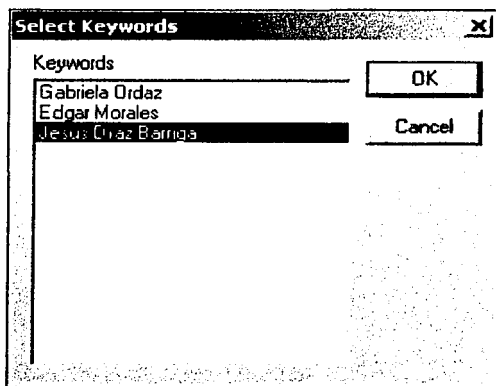 Select Keywords
Keywords
Gabriela Ordaz
Edgar Morales
Jesus Diaz Barriga
OK
Cancel